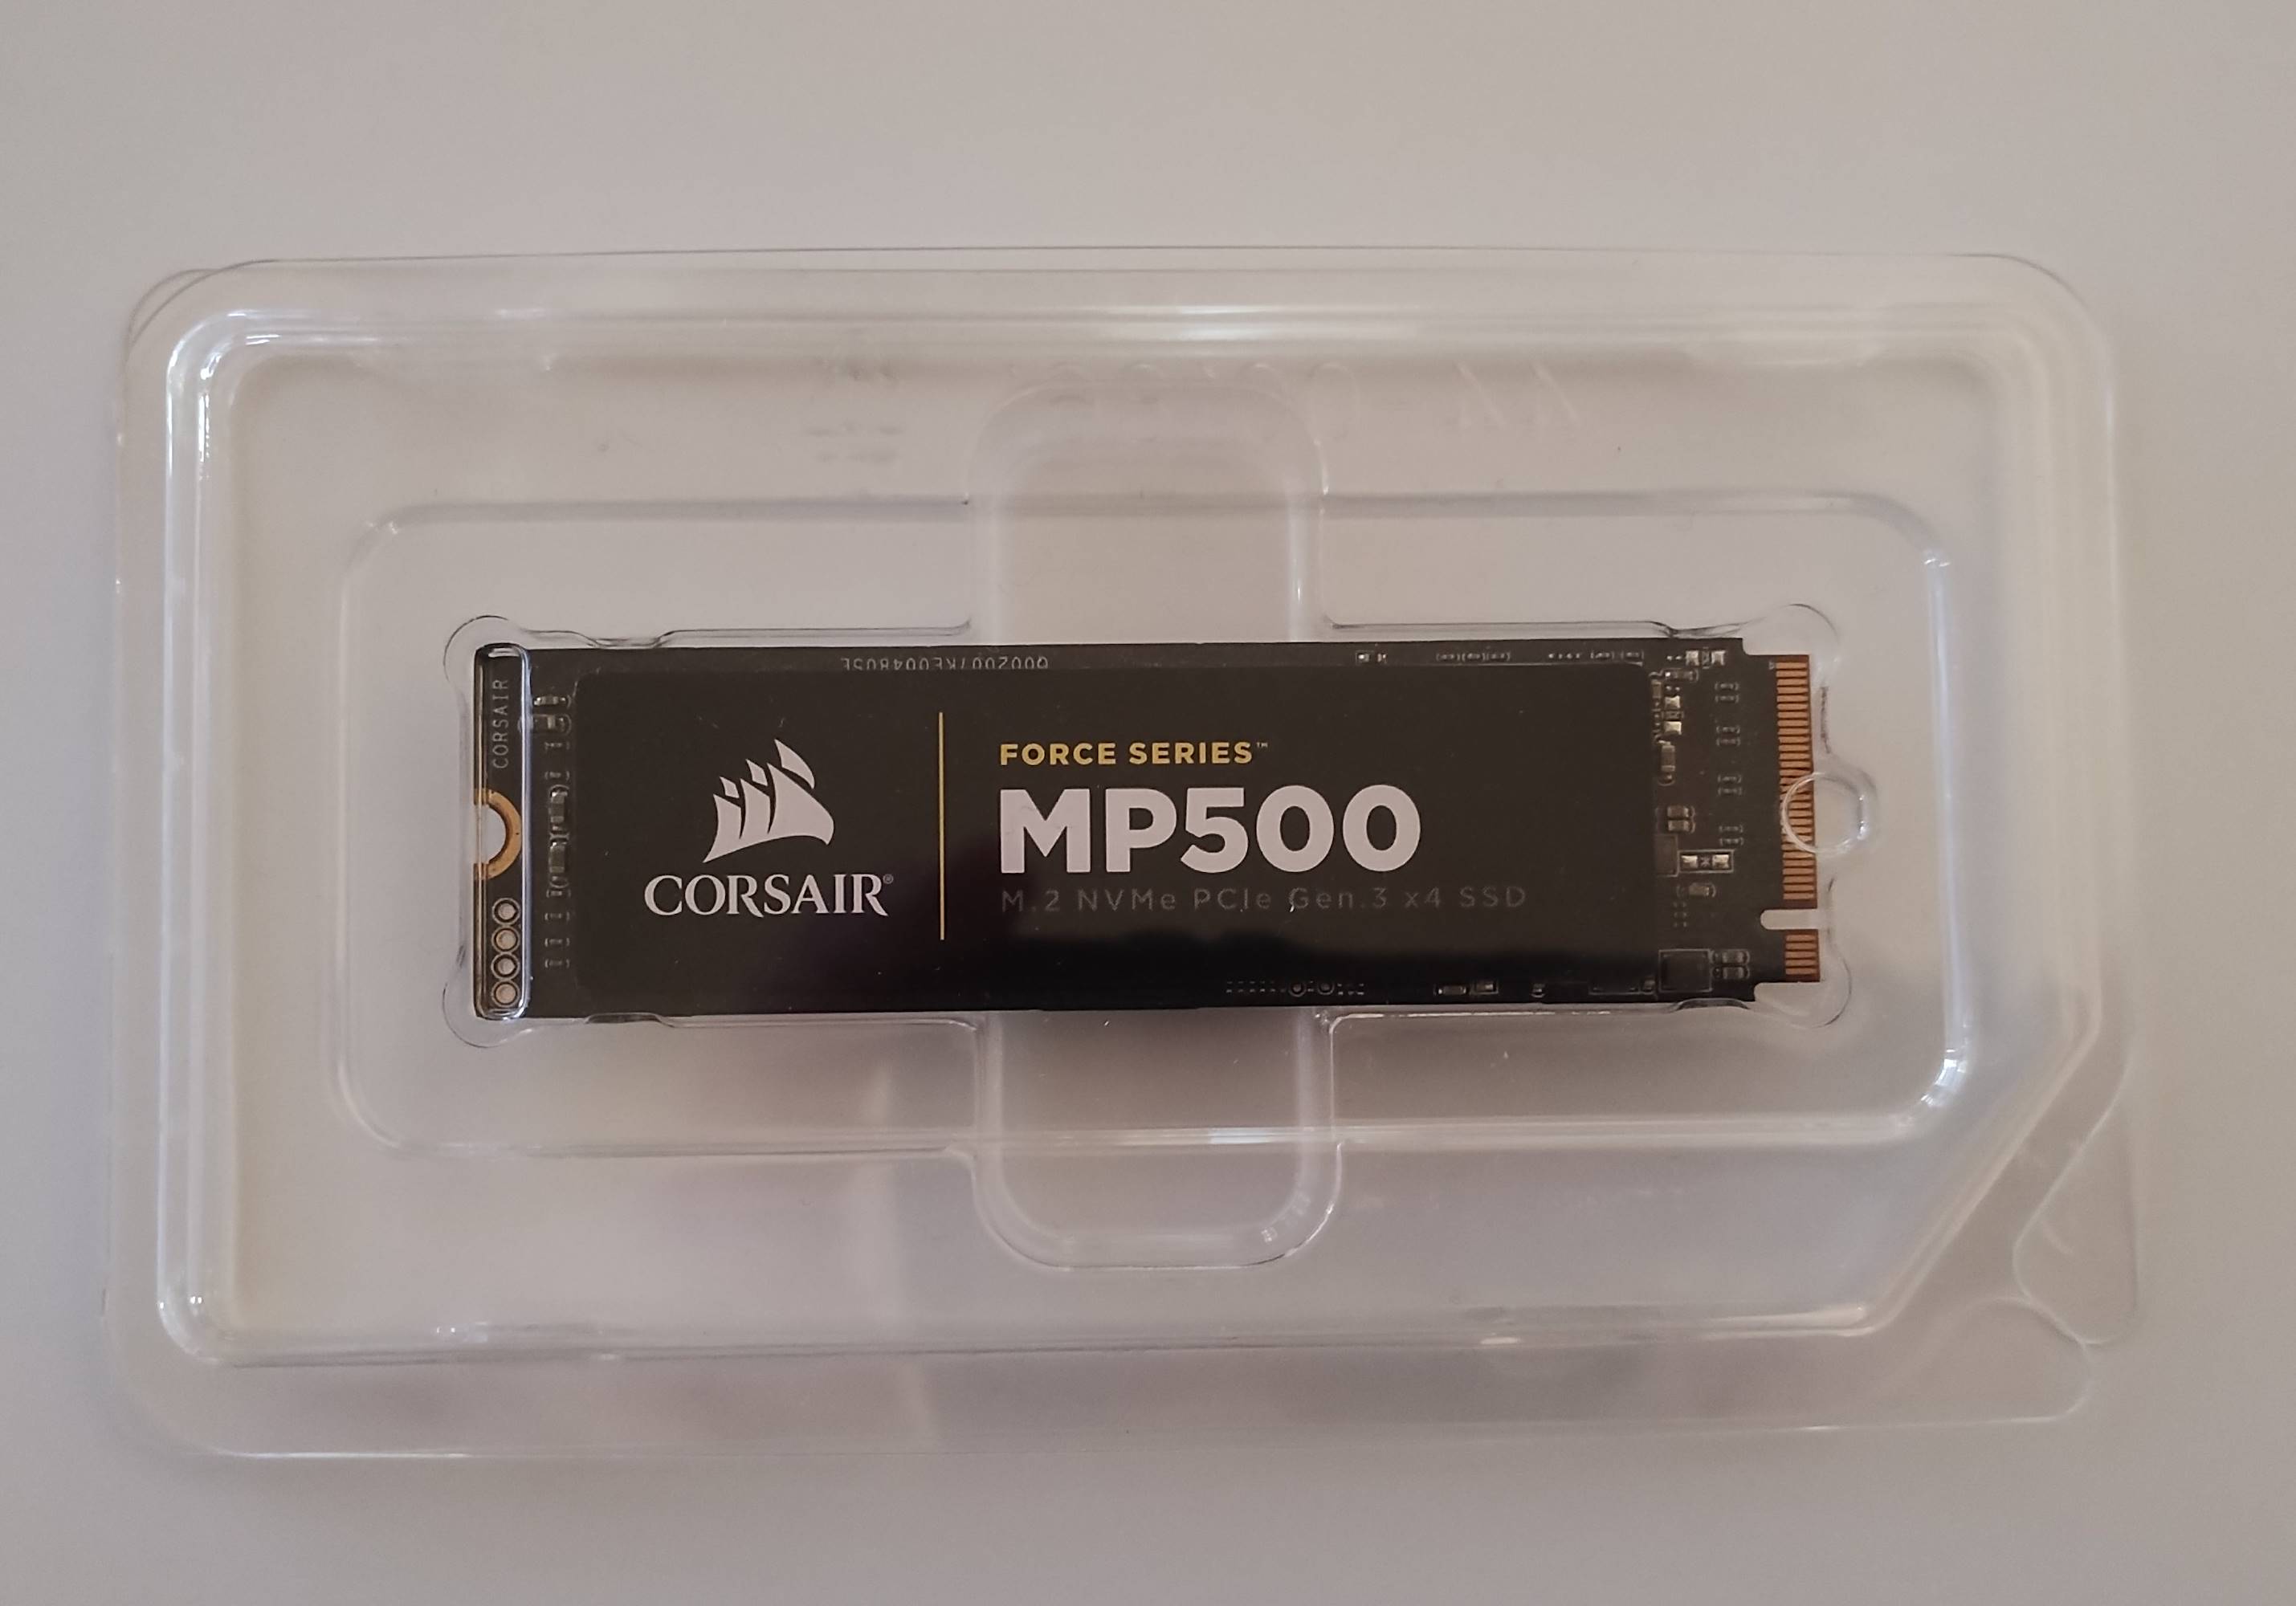 CORSAIR
CORSAIR®
FORCE SERIES™
MP500
M.2 NVMe PCIe Gen.3 x4 SSD